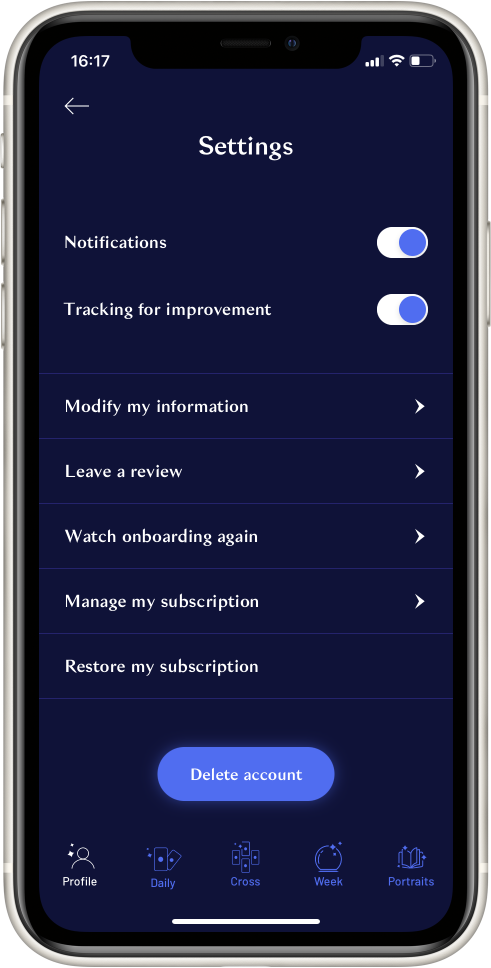 16:17
Settings
Notifications
Tracking for improvement
Modify my information
Leave a review
Watch onboarding again
Manage my subscription
Restore my subscription
Delete account
Profile Daily Cross Week Portraits